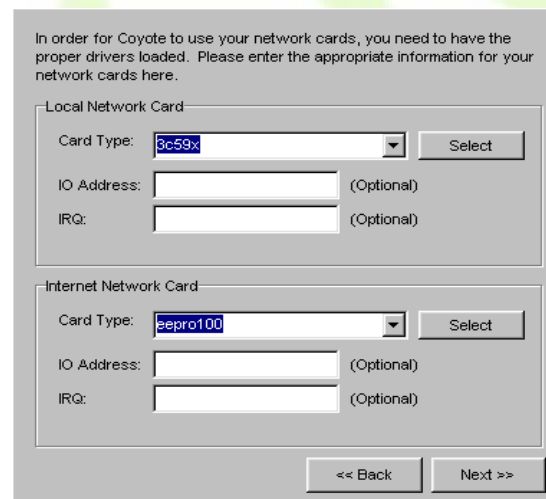 In order for Coyote to use your network cards, you need to have the
proper drivers loaded. Please enter the appropriate information for your
network cards here.
Local Network Card
Card Type: 3c59x Select
IO Address: (Optional)
IRQ: (Optional)
Internet Network Card
Card Type: eepro100 Select
IO Address: (Optional)
IRQ: (Optional)
<< Back Next >>